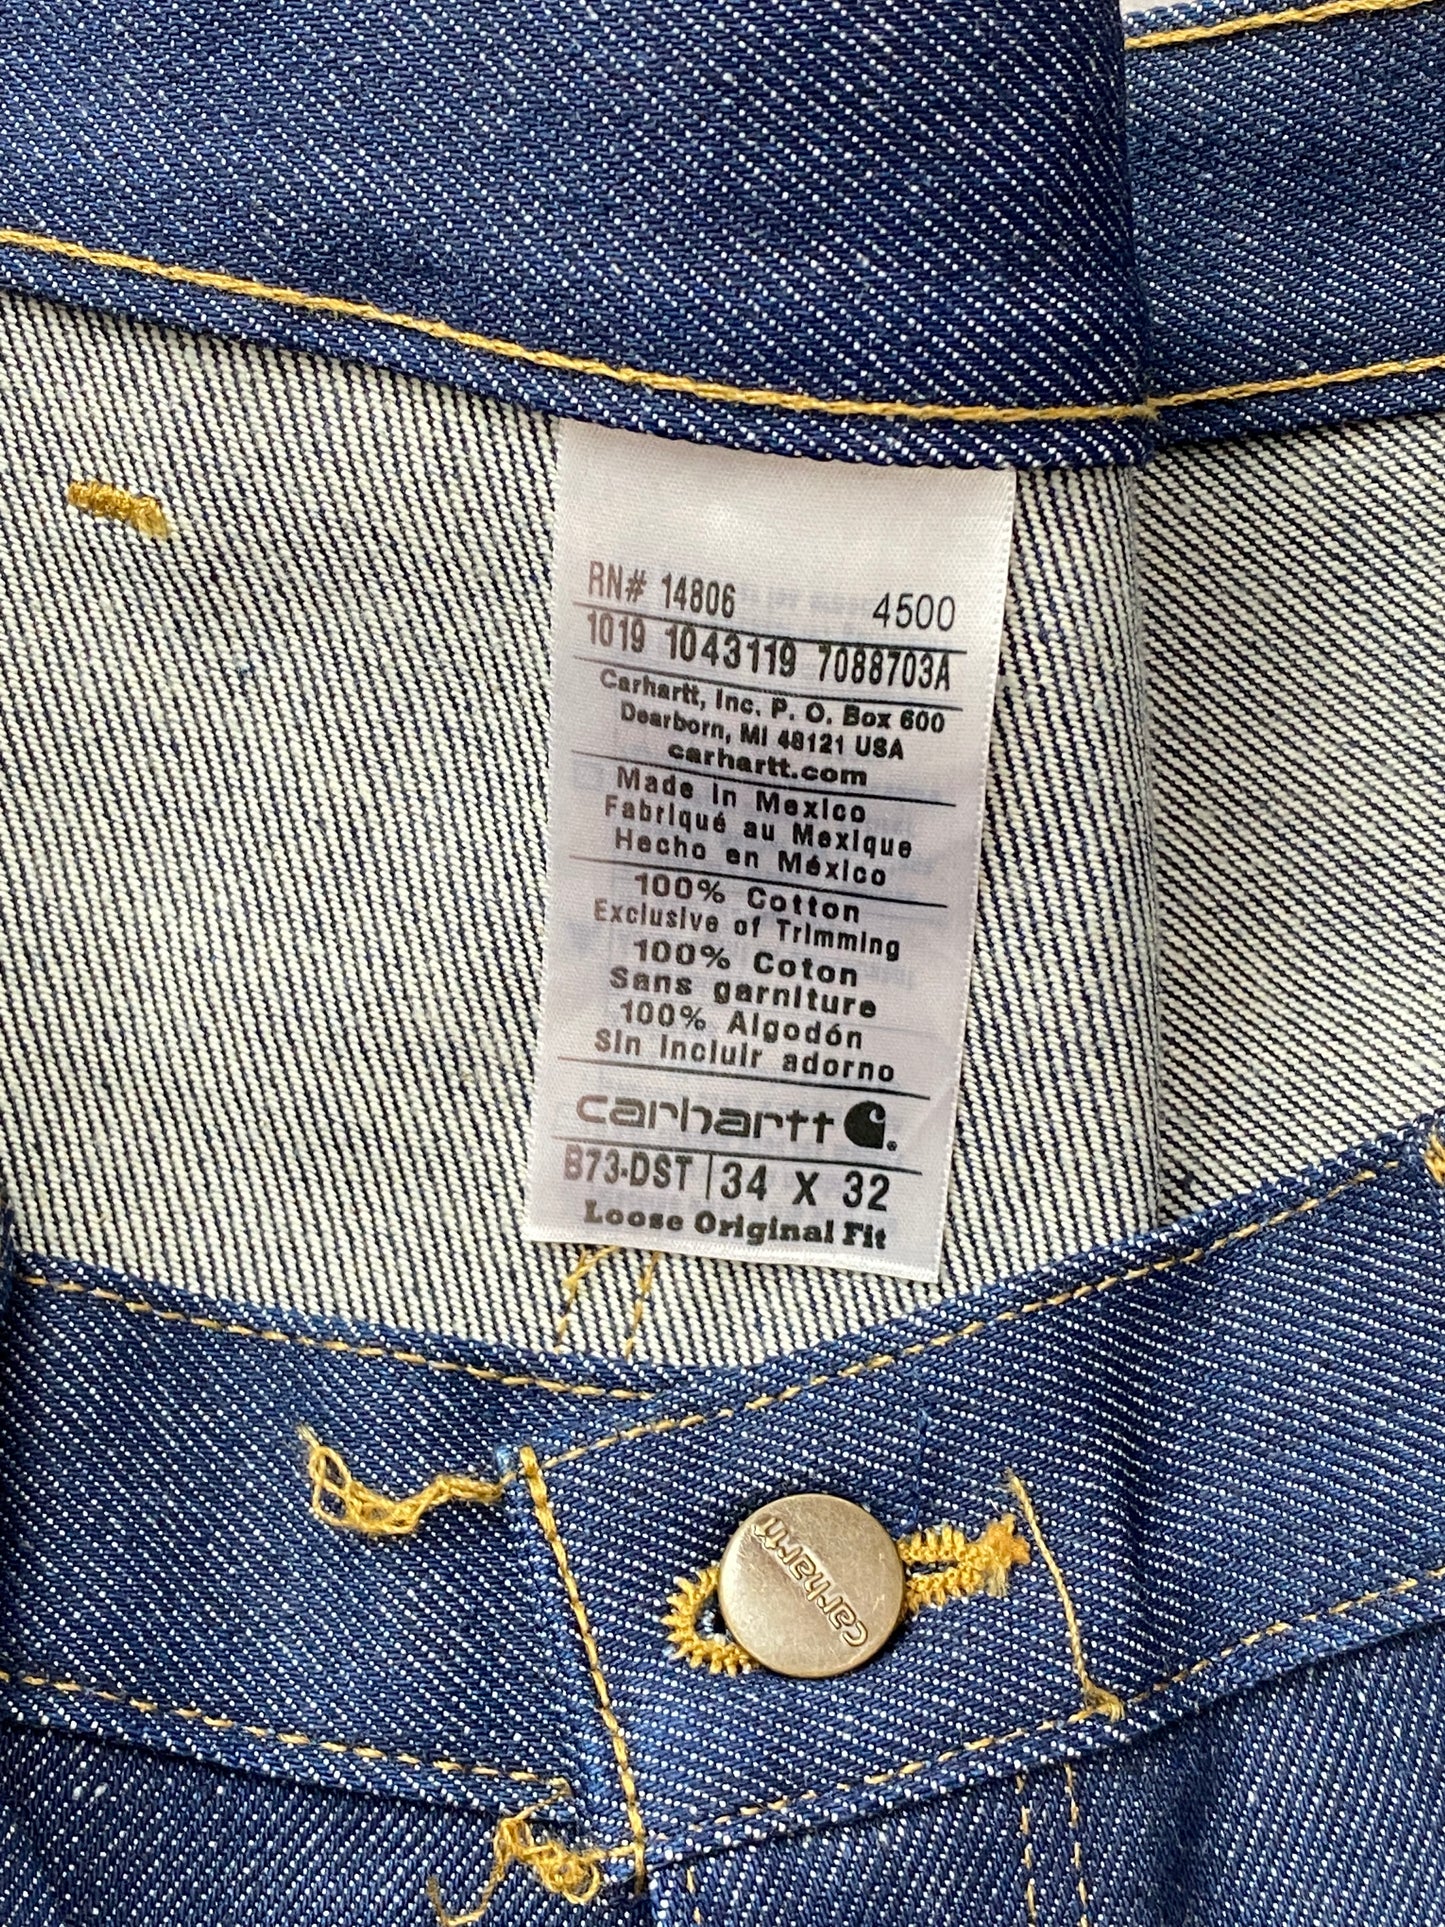 RN# 14806 4500
1019 1043119 7088703A
Carhartt, Inc. P. O. Box 600
Dearborn, MI 48121 USA
carhartt.com
Made in Mexico
Fabriqué au Mexique
Hecho en México
100% Cotton
Exclusive of Trimming
100% Coton
Sans garniture
100% Algodón
Sin incluir adorno
carhartt
B73-DST 34 X 32
Loose Original Fit
carhartt